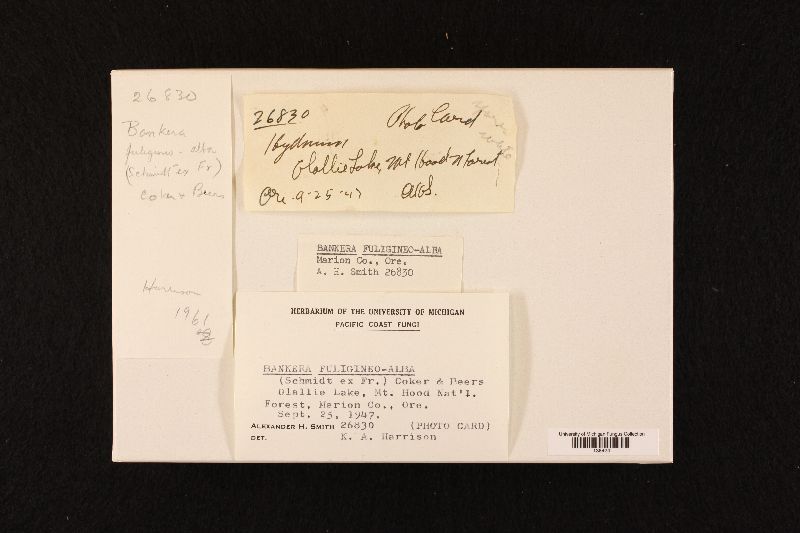 26830
Bankera
fuligineo-alba
(Schmidt ex Fr)
Coker & Beers
Harrison
1961
26830 Photo Card
Hydnum
Olallie Lake, Mt Hood N Forest
Ore. 9-25-47 AHS.
BANKERA FULIGINEO-ALBA
Marion Co., Ore.
A. H. Smith 26830
HERBARIUM OF THE UNIVERSITY OF MICHIGAN
PACIFIC COAST FUNGI
BANKERA FULIGINEO-ALBA
(Schmidt ex Fr.) Coker & Beers
Olallie Lake, Mt. Hood Nat'l.
Forest, Marion Co., Ore.
Sept. 25, 1947.
ALEXANDER H. SMITH 26830 (PHOTO CARD)
DET. K. A. Harrison
University of Michigan Fungus Collection